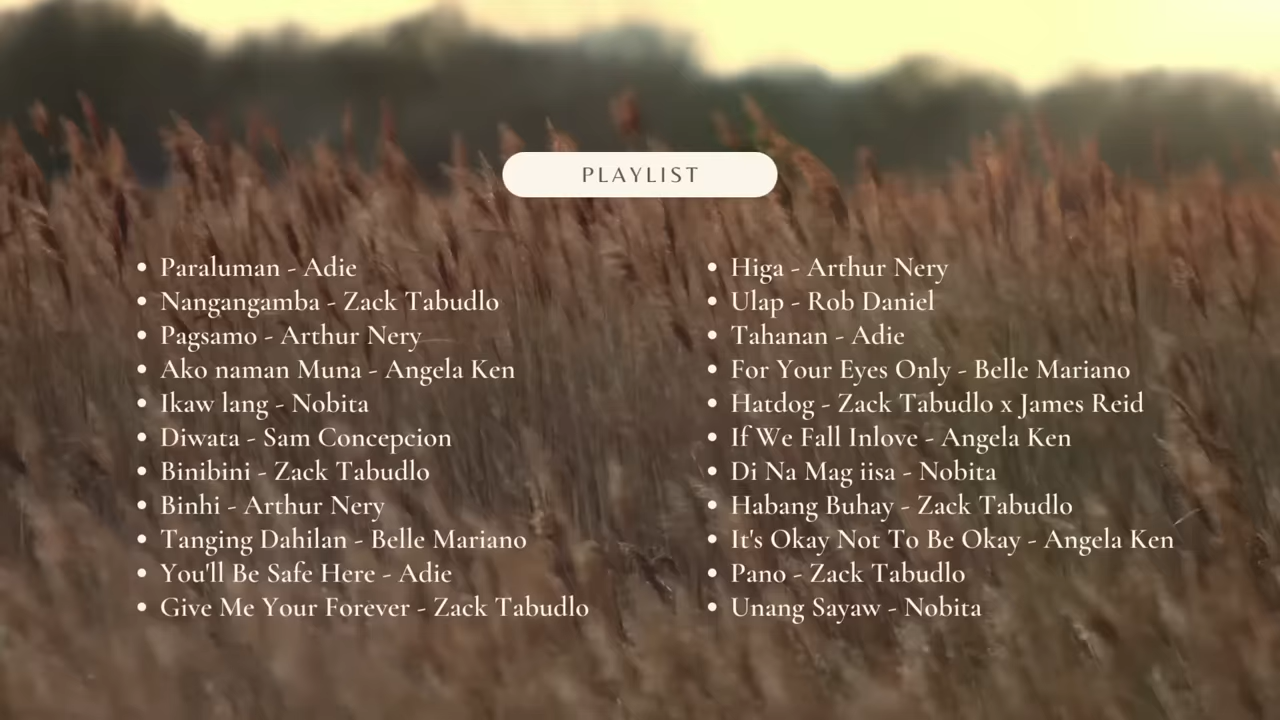 PLAYLIST
Paraluman - Adie
Nangangamba - Zack Tabudlo
Pagsamo - Arthur Nery
Ako naman Muna - Angela Ken
Ikaw lang - Nobita
Diwata - Sam Concepcion
Binibini - Zack Tabudlo
Binhi - Arthur Nery
Tanging Dahilan - Belle Mariano
You'll Be Safe Here - Adie
Give Me Your Forever - Zack Tabudlo
Higa - Arthur Nery
Ulap - Rob Daniel
Tahanan - Adie
For Your Eyes Only - Belle Mariano
Hatdog - Zack Tabudlo x James Reid
If We Fall Inlove - Angela Ken
Di Na Mag iisa - Nobita
Habang Buhay - Zack Tabudlo
It's Okay Not To Be Okay - Angela Ken
Pano - Zack Tabudlo
Unang Sayaw - Nobita